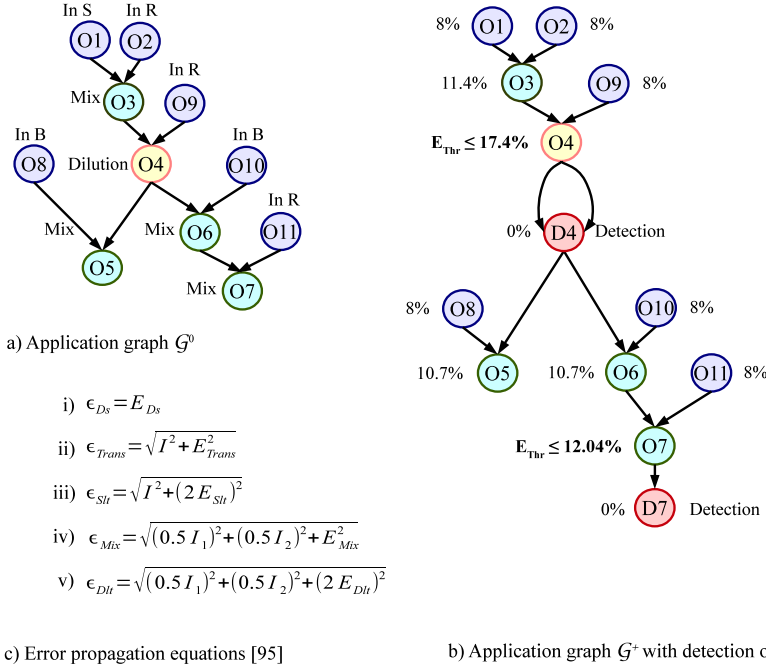 In S In R
O1 O2
In R
Mix O3 O9
In B In B
O8 Dilution O4 O10
In R
Mix Mix O6 O11
O5
Mix O7
a) Application graph 𝒢⁰
i) ϵ_Ds = E_Ds
ii) ϵ_Trans = √(I² + E²_Trans)
iii) ϵ_Slt = √(I² + (2 E_Slt)²)
iv) ϵ_Mix = √((0.5 I₁)² + (0.5 I₂)² + E²_Mix)
v) ϵ_Dlt = √((0.5 I₁)² + (0.5 I₂)² + (2 E_Dlt)²)
c) Error propagation equations [95]
8% O1 O2 8%
11.4% O3 O9 8%
E_Thr ≤ 17.4% O4
0% D4 Detection
8% O8 O10 8%
10.7% O5 10.7% O6 O11 8%
E_Thr ≤ 12.04% O7
0% D7 Detection
b) Application graph 𝒢⁺ with detection o